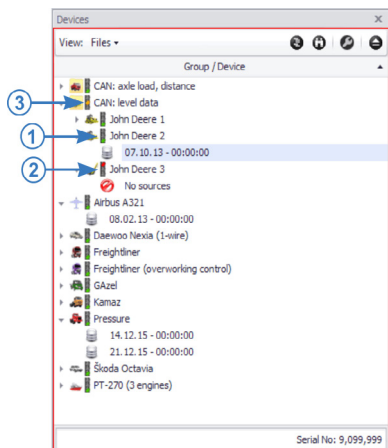 Devices
View: Files
Group / Device
CAN: axle load, distance
3 CAN: level data
John Deere 1
1 John Deere 2
07.10.13 - 00:00:00
2 John Deere 3
No sources
Airbus A321
08.02.13 - 00:00:00
Daewoo Nexia (1-wire)
Freightliner
Freightliner (overworking control)
GAzel
Kamaz
Pressure
14.12.15 - 00:00:00
21.12.15 - 00:00:00
Škoda Octavia
PT-270 (3 engines)
Serial No: 9,099,999